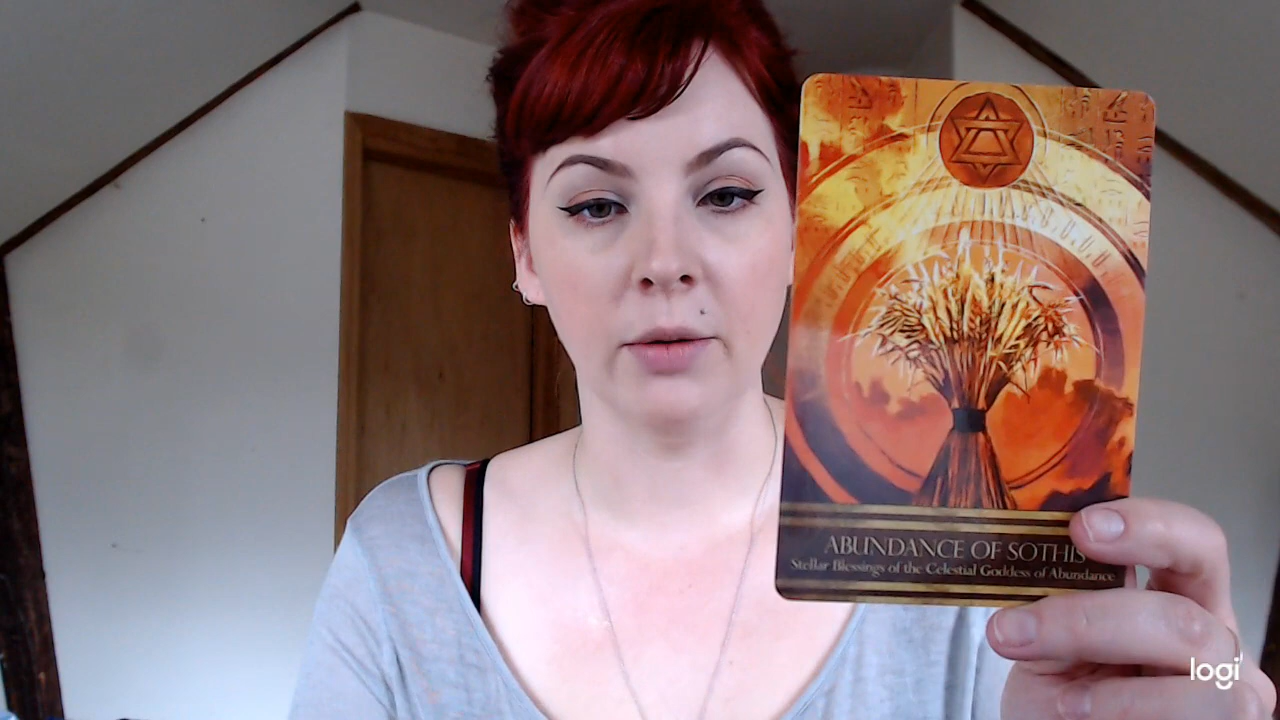 ABUNDANCE OF SOTHIS
Stellar Blessings of the Celestial Goddess of Abundance
logi